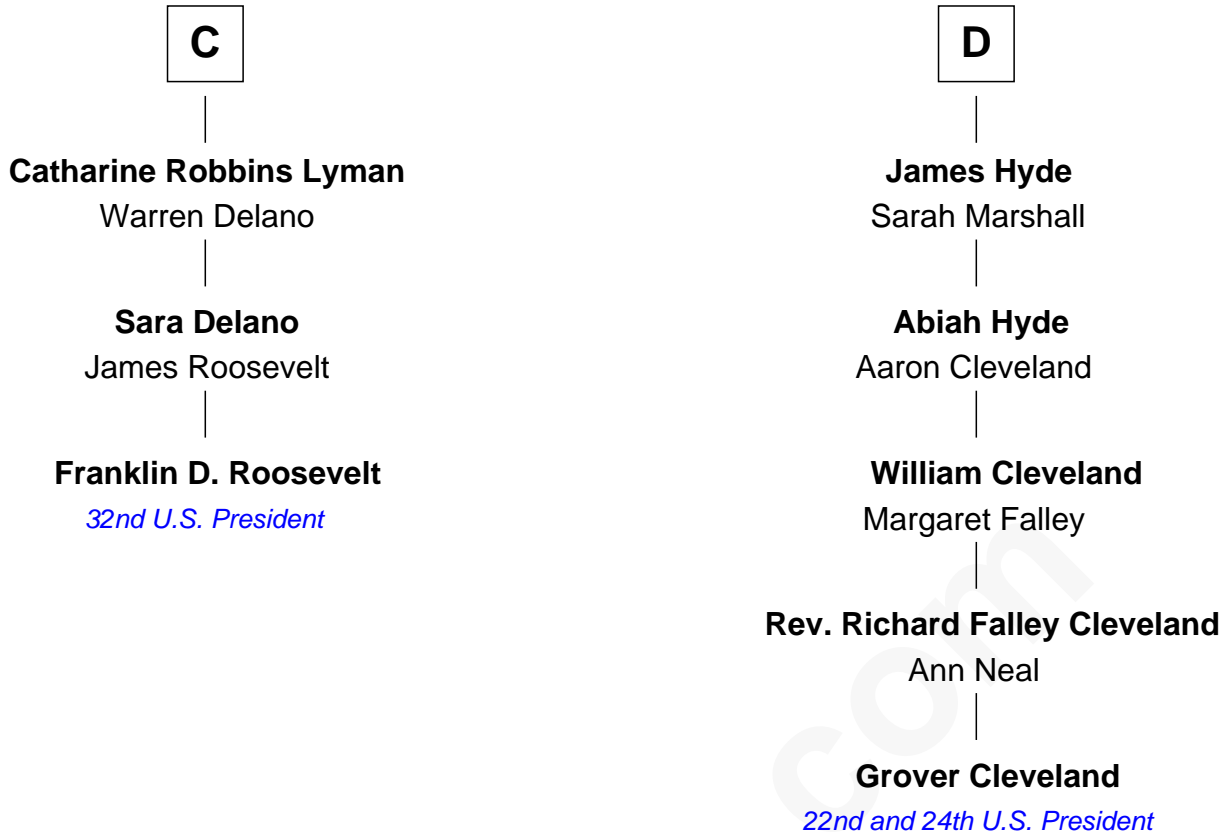 C
Catharine Robbins Lyman
Warren Delano
Sara Delano
James Roosevelt
Franklin D. Roosevelt
32nd U.S. President
D
James Hyde
Sarah Marshall
Abiah Hyde
Aaron Cleveland
William Cleveland
Margaret Falley
Rev. Richard Falley Cleveland
Ann Neal
Grover Cleveland
22nd and 24th U.S. President
com